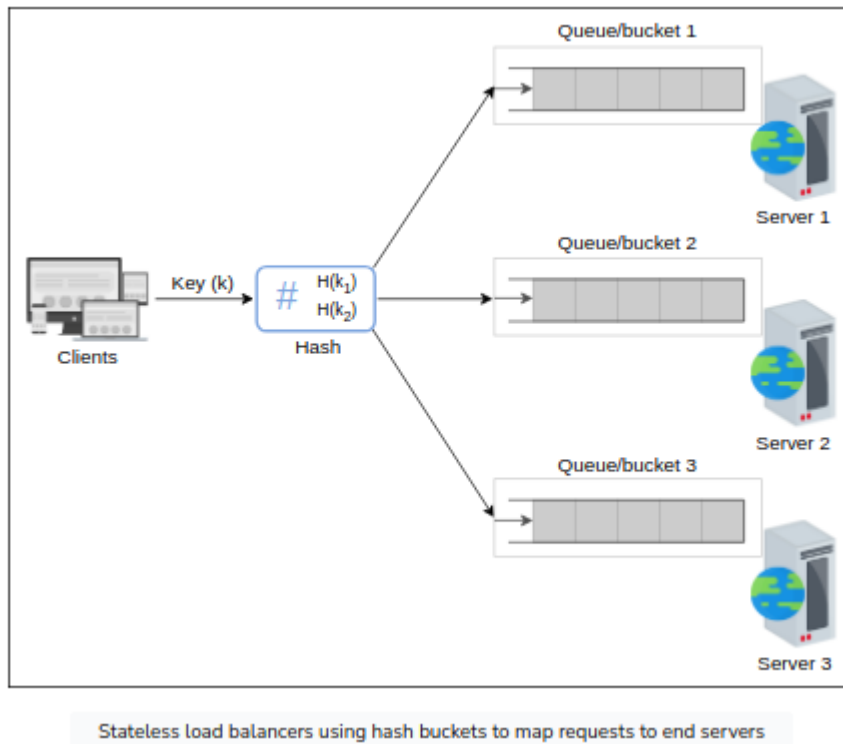 Queue/bucket 1
Server 1
Queue/bucket 2
Key (k)
#
H(k₁)
H(k₂)
Hash
Clients
Server 2
Queue/bucket 3
Server 3
Stateless load balancers using hash buckets to map requests to end servers